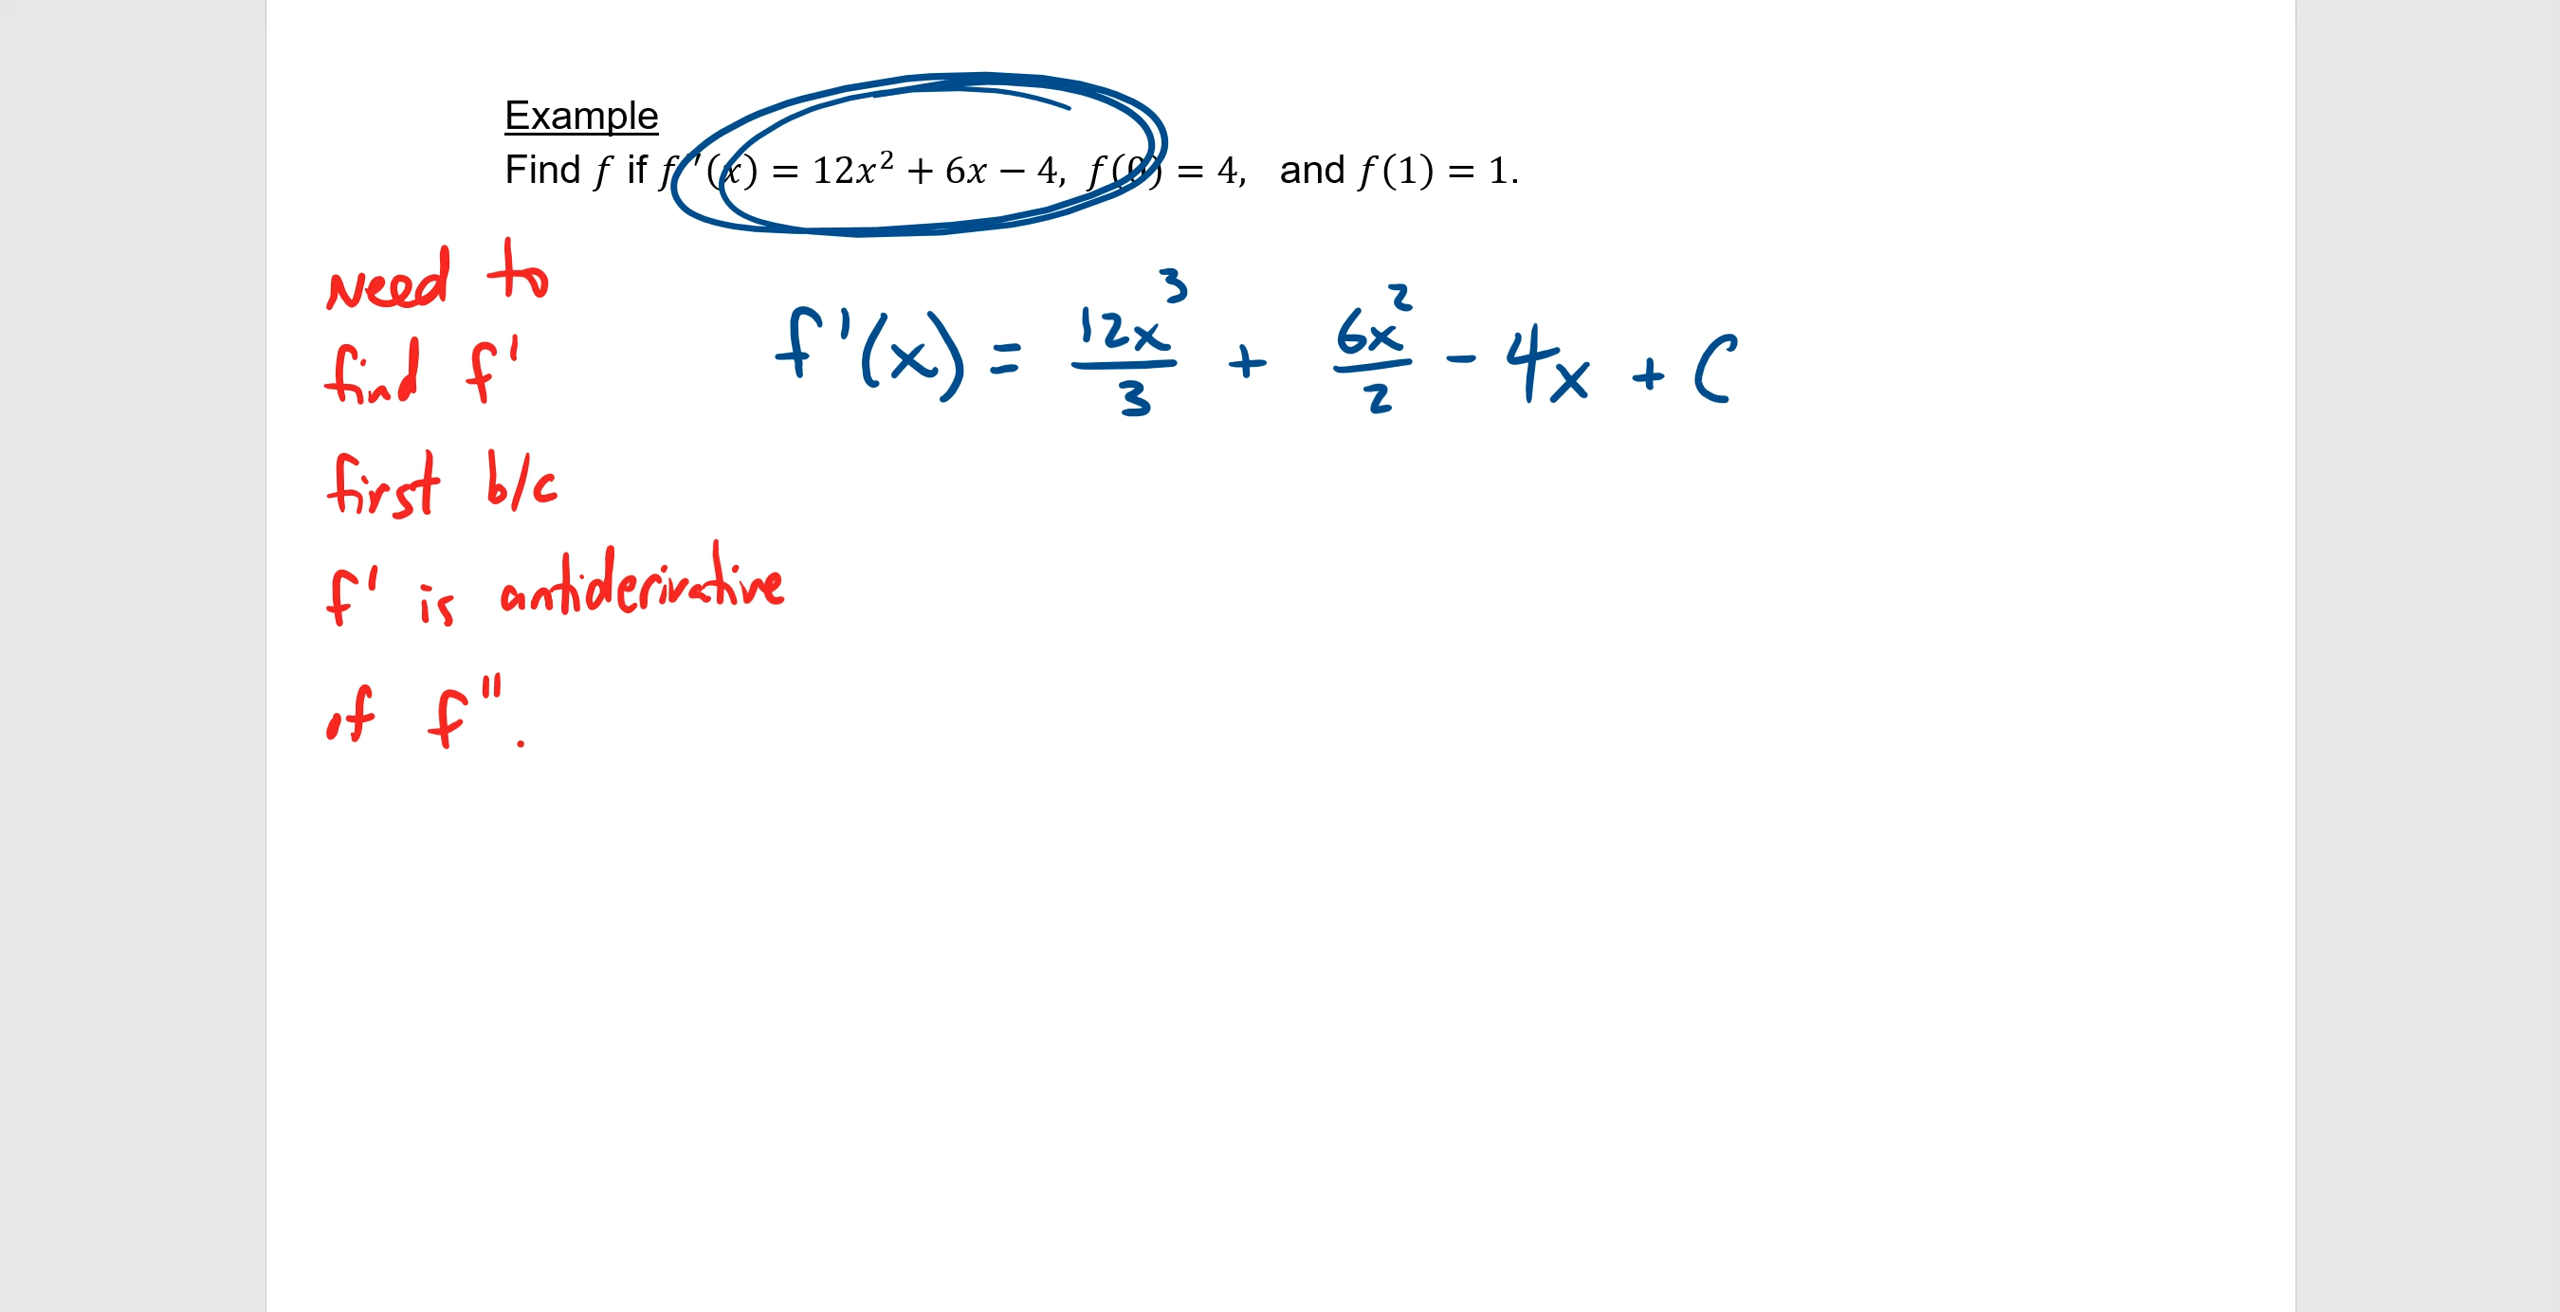 Example
Find f if f''(x) = 12x² + 6x − 4, f(0) = 4, and f(1) = 1.
need to
find f'
first b/c
f' is antiderivative
of f''.
f'(x) = 12x³/3 + 6x²/2 - 4x + C